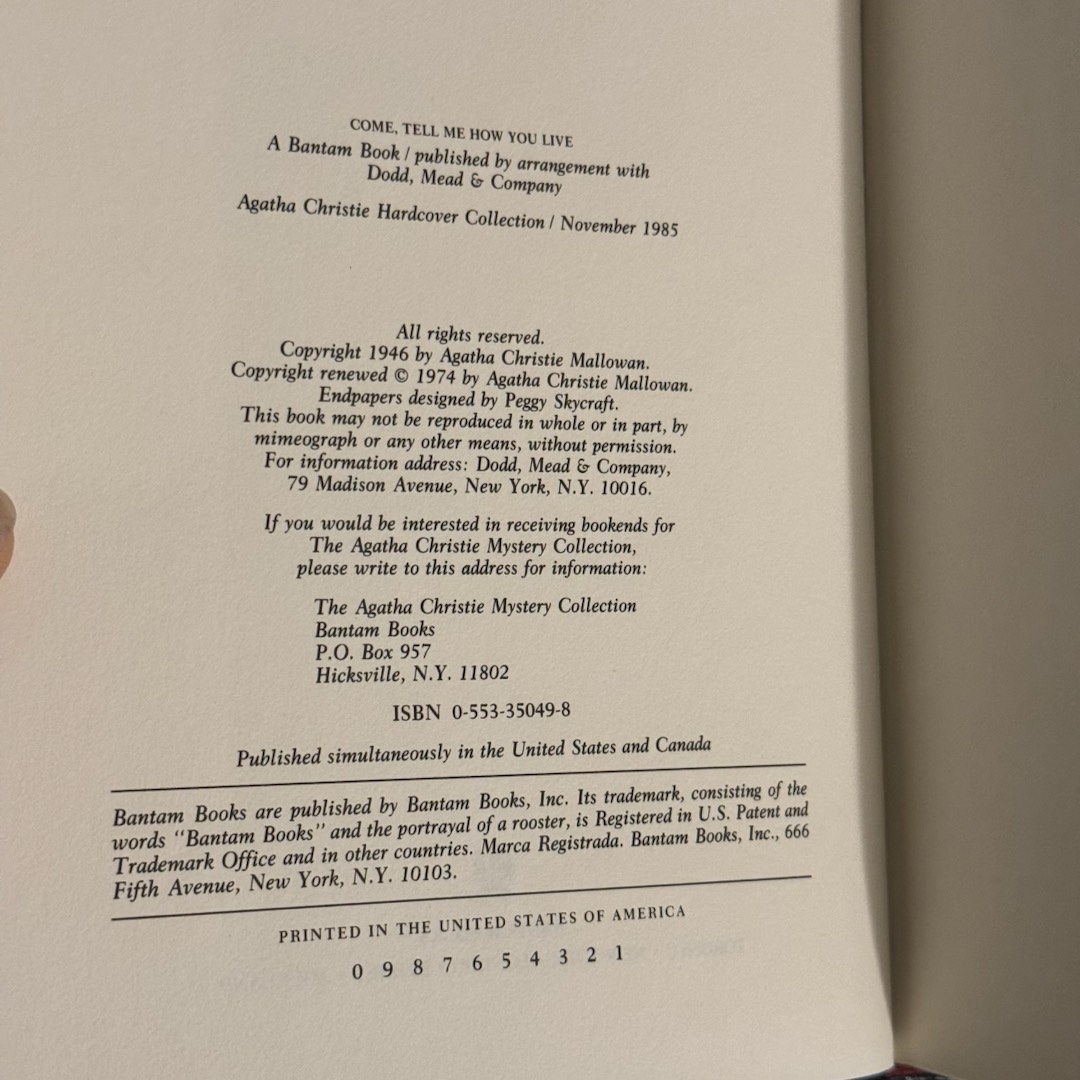 COME, TELL ME HOW YOU LIVE
A Bantam Book / published by arrangement with
Dodd, Mead & Company
Agatha Christie Hardcover Collection / November 1985
All rights reserved.
Copyright 1946 by Agatha Christie Mallowan.
Copyright renewed © 1974 by Agatha Christie Mallowan.
Endpapers designed by Peggy Skycraft.
This book may not be reproduced in whole or in part, by
mimeograph or any other means, without permission.
For information address: Dodd, Mead & Company,
79 Madison Avenue, New York, N.Y. 10016.
If you would be interested in receiving bookends for
The Agatha Christie Mystery Collection,
please write to this address for information:
The Agatha Christie Mystery Collection
Bantam Books
P.O. Box 957
Hicksville, N.Y. 11802
ISBN 0-553-35049-8
Published simultaneously in the United States and Canada
Bantam Books are published by Bantam Books, Inc. Its trademark, consisting of the
words "Bantam Books" and the portrayal of a rooster, is Registered in U.S. Patent and
Trademark Office and in other countries. Marca Registrada. Bantam Books, Inc., 666
Fifth Avenue, New York, N.Y. 10103.
PRINTED IN THE UNITED STATES OF AMERICA
0 9 8 7 6 5 4 3 2 1